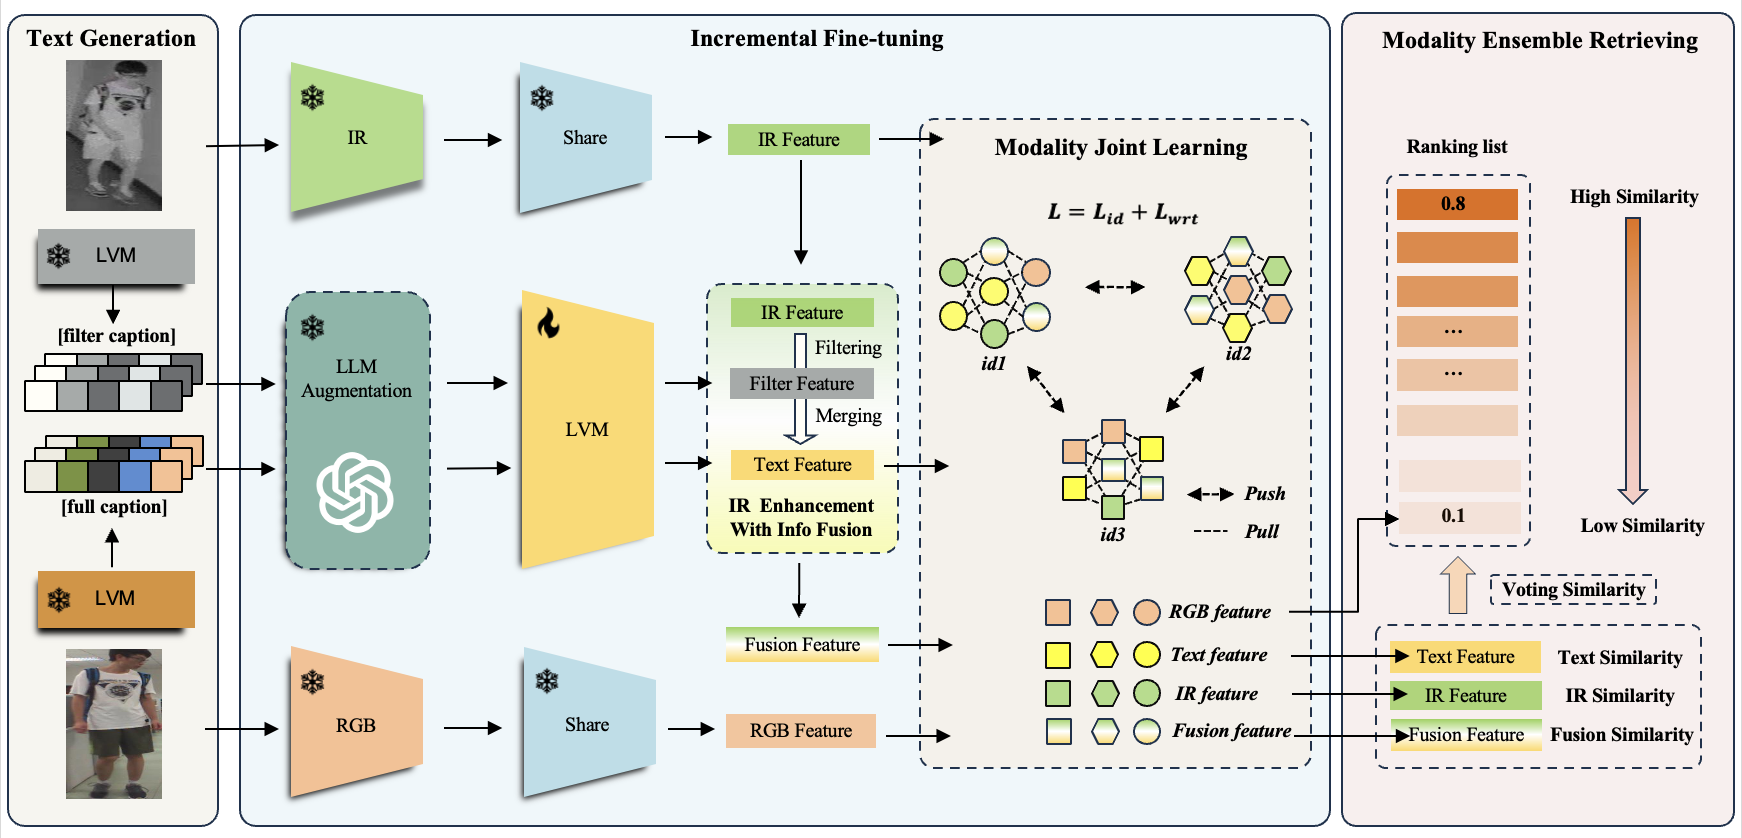 Text Generation
LVM
[filter caption]
[full caption]
LVM
Incremental Fine-tuning
IR
Share
IR Feature
LLM
Augmentation
LVM
IR Feature
Filtering
Filter Feature
Merging
Text Feature
IR Enhancement
With Info Fusion
Fusion Feature
RGB
Share
RGB Feature
Modality Joint Learning
L = L_id + L_wrt
id1
id2
id3
Push
Pull
RGB feature
Text feature
IR feature
Fusion feature
Modality Ensemble Retrieving
Ranking list
0.8
...
...
0.1
High Similarity
Low Similarity
Voting Similarity
Text Feature Text Similarity
IR Feature IR Similarity
Fusion Feature Fusion Similarity